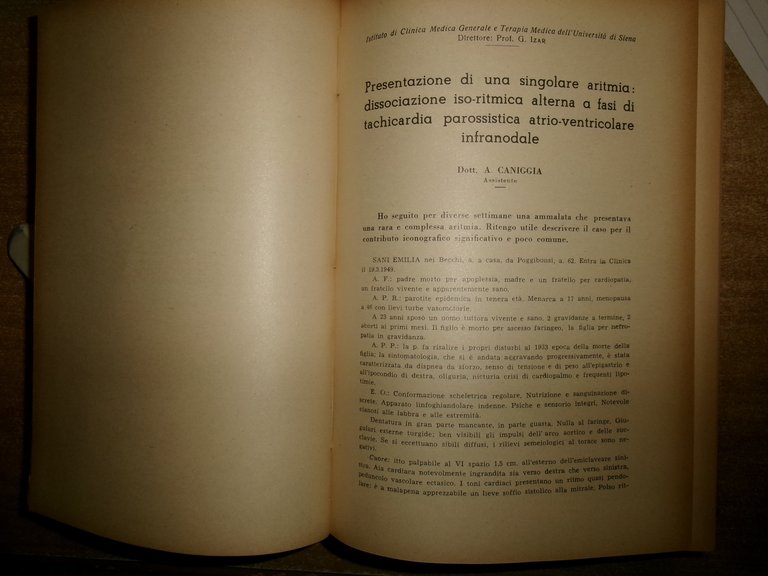 Istituto di Clinica Medica Generale e Terapia Medica dell'Università di Siena
Direttore: Prof. G. IZAR
Presentazione di una singolare aritmia:
dissociazione iso-ritmica alterna a fasi di
tachicardia parossistica atrio-ventricolare
infranodale
Dott. A. CANIGGIA
Assistente
Ho seguito per diverse settimane una ammalata che presentava
una rara e complessa aritmia. Ritengo utile descrivere il caso per il
contributo iconografico significativo e poco comune.
SANI EMILIA nei Becchi, a. a casa, da Poggibonsi, a. 62. Entra in Clinica
il 19.3.1949.
A. F.: padre morto per apoplessia, madre e un fratello per cardiopatia,
un fratello vivente e apparentemente sano.
A. P. R.: parotite epidemica in tenera età. Menarca a 17 anni, menopausa
a 46 con lievi turbe vasomotorie.
A 23 anni sposò un uomo tuttora vivente e sano. 2 gravidanze a termine, 2
aborti ai primi mesi. Il figlio è morto per ascesso faringeo, la figlia per nefro-
patia in gravidanza.
A. P. P.: la p. fa risalire i propri disturbi al 1933 epoca della morte della
figlia; la sintomatologia, che si è andata aggravando progressivamente, è stata
caratterizzata da dispnea da sforzo, senso di tensione e di peso all'epigastrio e
all'ipocondio di destra, oliguria, nicturia crisi di cardiopalmo e frequenti lipo-
timie.
E. O.: Conformazione scheletrica regolare. Nutrizione e sanguinazione di-
screte. Apparato linfoghiandolare indenne. Psiche e sensorio integri. Notevole
cianosi alle labbra e alle estremità.
Dentatura in gran parte mancante, in parte guasta. Nulla al faringe. Giu-
gulari esterne turgide; ben visibili gli impulsi dell'arco aortico e delle suc-
clavie. Se si eccettuano sibili diffusi, i rilievi semeiologici al torace sono ne-
gativi.
Cuore: itto palpabile al VI spazio 1,5 cm. all'esterno dell'emiclaveare sini-
stra. Aia cardiaca notevolmente ingrandita sia verso destra che verso sinistra,
peduncolo vascolare ectasico. I toni cardiaci presentano un ritmo quasi pendo-
lare; è a malapena apprezzabile un lieve soffio sistolico alla mitrale. Polso rit-